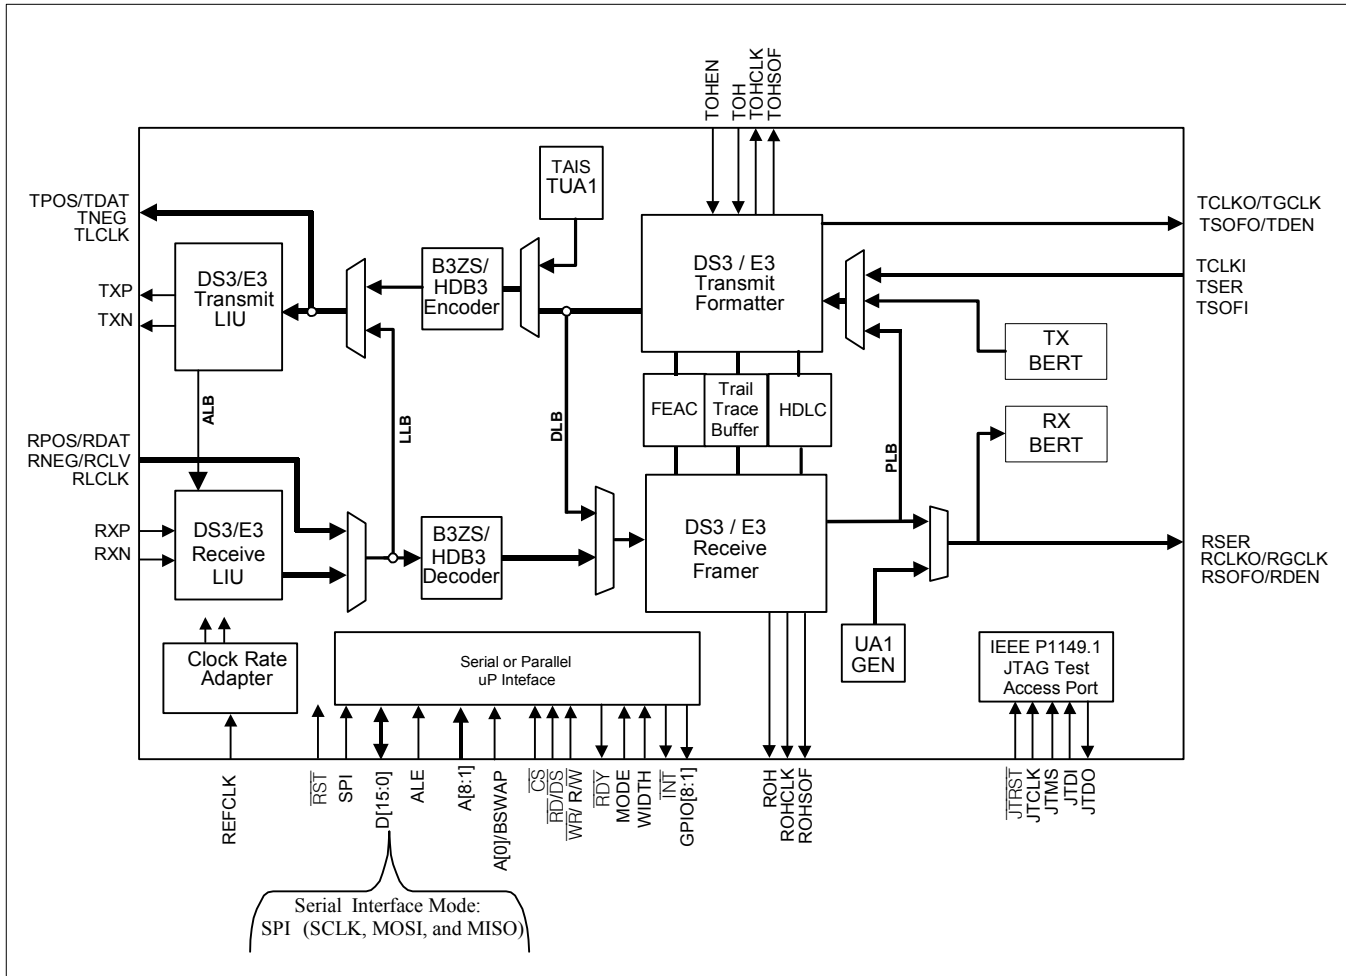 TOHEN
TOH
TOHCLK
TOHSOF
TAIS
TUA1
TPOS/TDAT
TNEG
TLCLK
TCLKO/TGCLK
TSOFO/TDEN
DS3/E3
Transmit
LIU
B3ZS/
HDB3
Encoder
DS3 / E3
Transmit
Formatter
TCLKI
TSER
TSOFI
TXP
TXN
TX
BERT
ALB
LLB
DLB
FEAC
Trail
Trace
Buffer
HDLC
PLB
RX
BERT
RPOS/RDAT
RNEG/RCLV
RLCLK
RXP
RXN
DS3/E3
Receive
LIU
B3ZS/
HDB3
Decoder
DS3 / E3
Receive
Framer
RSER
RCLKO/RGCLK
RSOFO/RDEN
Clock Rate
Adapter
Serial or Parallel
uP Inteface
UA1
GEN
IEEE P1149.1
JTAG Test
Access Port
REFCLK
RST
SPI
D[15:0]
ALE
A[8:1]
A[0]/BSWAP
CS
RD/DS
WR/ R/W
RDY
MODE
WIDTH
INT
GPIO[8:1]
ROH
ROHCLK
ROHSOF
JTRST
JTCLK
JTMS
JTDI
JTDO
Serial Interface Mode:
SPI (SCLK, MOSI, and MISO)